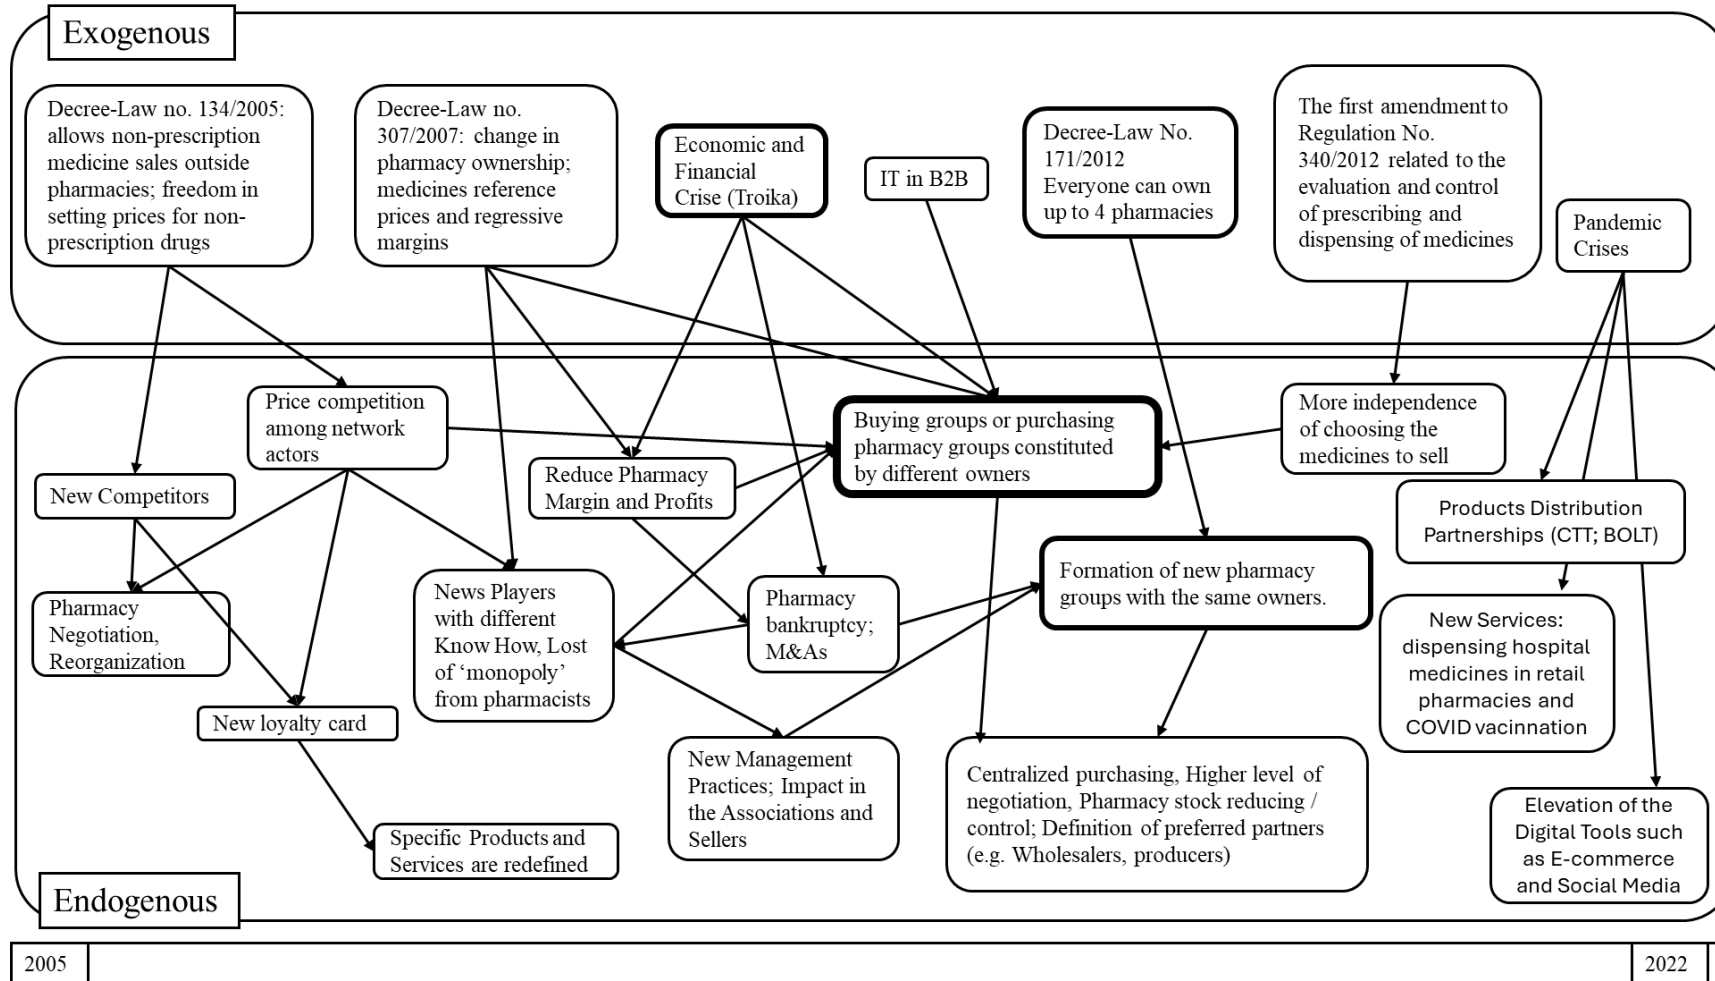 Exogenous
Decree-Law no. 134/2005:
allows non-prescription
medicine sales outside
pharmacies; freedom in
setting prices for non-
prescription drugs
Decree-Law no.
307/2007: change in
pharmacy ownership;
medicines reference
prices and regressive
margins
Economic and
Financial
Crise (Troika)
IT in B2B
Decree-Law No.
171/2012
Everyone can own
up to 4 pharmacies
The first amendment to
Regulation No.
340/2012 related to the
evaluation and control
of prescribing and
dispensing of medicines
Pandemic
Crises
Price competition
among network
actors
Buying groups or purchasing
pharmacy groups constituted
by different owners
More independence
of choosing the
medicines to sell
New Competitors
Reduce Pharmacy
Margin and Profits
Products Distribution
Partnerships (CTT; BOLT)
Pharmacy
Negotiation,
Reorganization
News Players
with different
Know How, Lost
of ‘monopoly’
from pharmacists
Pharmacy
bankruptcy;
M&As
Formation of new pharmacy
groups with the same owners.
New Services:
dispensing hospital
medicines in retail
pharmacies and
COVID vacinnation
New loyalty card
New Management
Practices; Impact in
the Associations and
Sellers
Centralized purchasing, Higher level of
negotiation, Pharmacy stock reducing /
control; Definition of preferred partners
(e.g. Wholesalers, producers)
Specific Products and
Services are redefined
Elevation of the
Digital Tools such
as E-commerce
and Social Media
Endogenous
2005
2022